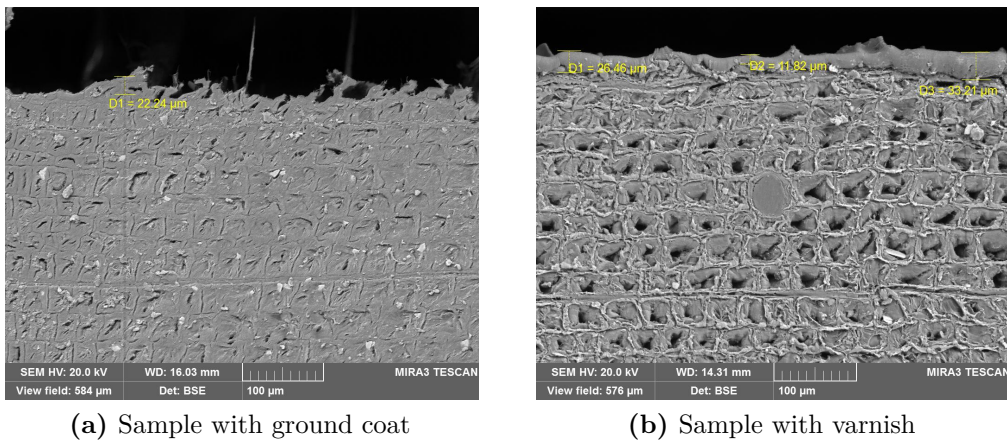 D1 = 22.24 µm
SEM HV: 20.0 kV WD: 16.03 mm MIRA3 TESCAN
View field: 584 µm Det: BSE 100 µm
(a) Sample with ground coat
D1 = 26.46 µm D2 = 11.82 µm
D3 = 33.21 µm
SEM HV: 20.0 kV WD: 14.31 mm MIRA3 TESCAN
View field: 576 µm Det: BSE 100 µm
(b) Sample with varnish